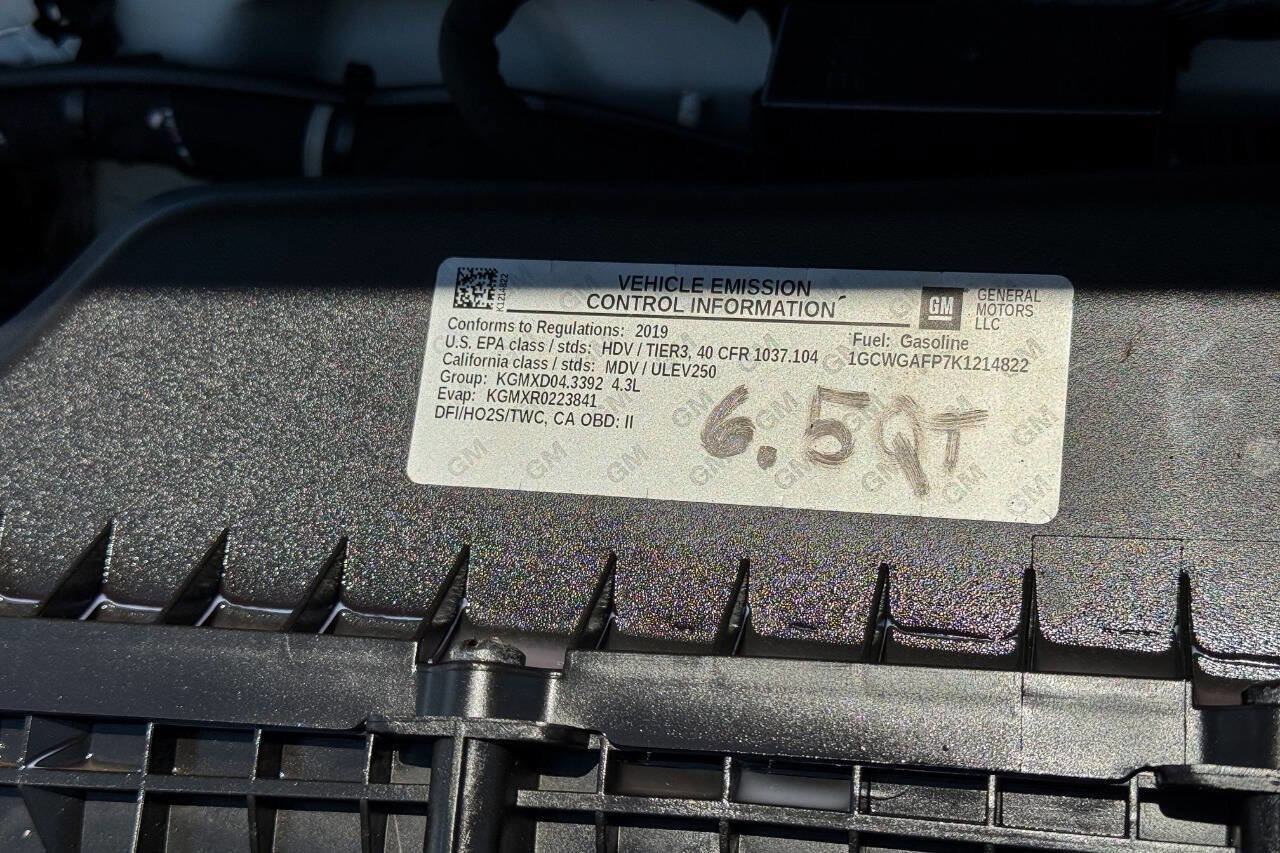 K1214822
VEHICLE EMISSION
CONTROL INFORMATION
GM
GENERAL
MOTORS
LLC
Conforms to Regulations: 2019
U.S. EPA class / stds: HDV / TIER3, 40 CFR 1037.104
California class / stds: MDV / ULEV250
Group: KGMXD04.3392 4.3L
Evap: KGMXR0223841
DFI/HO2S/TWC, CA OBD: II
Fuel: Gasoline
1GCWGAFP7K1214822
6.5QT